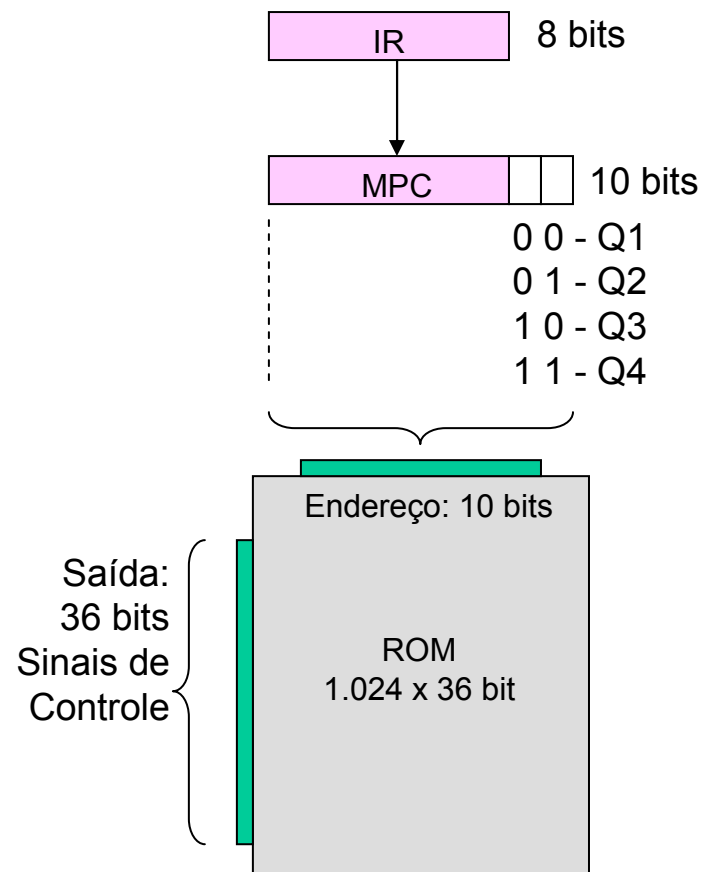 IR
8 bits
MPC
10 bits
0 0 - Q1
0 1 - Q2
1 0 - Q3
1 1 - Q4
Endereço: 10 bits
Saída:
36 bits
Sinais de
Controle
ROM
1.024 x 36 bit